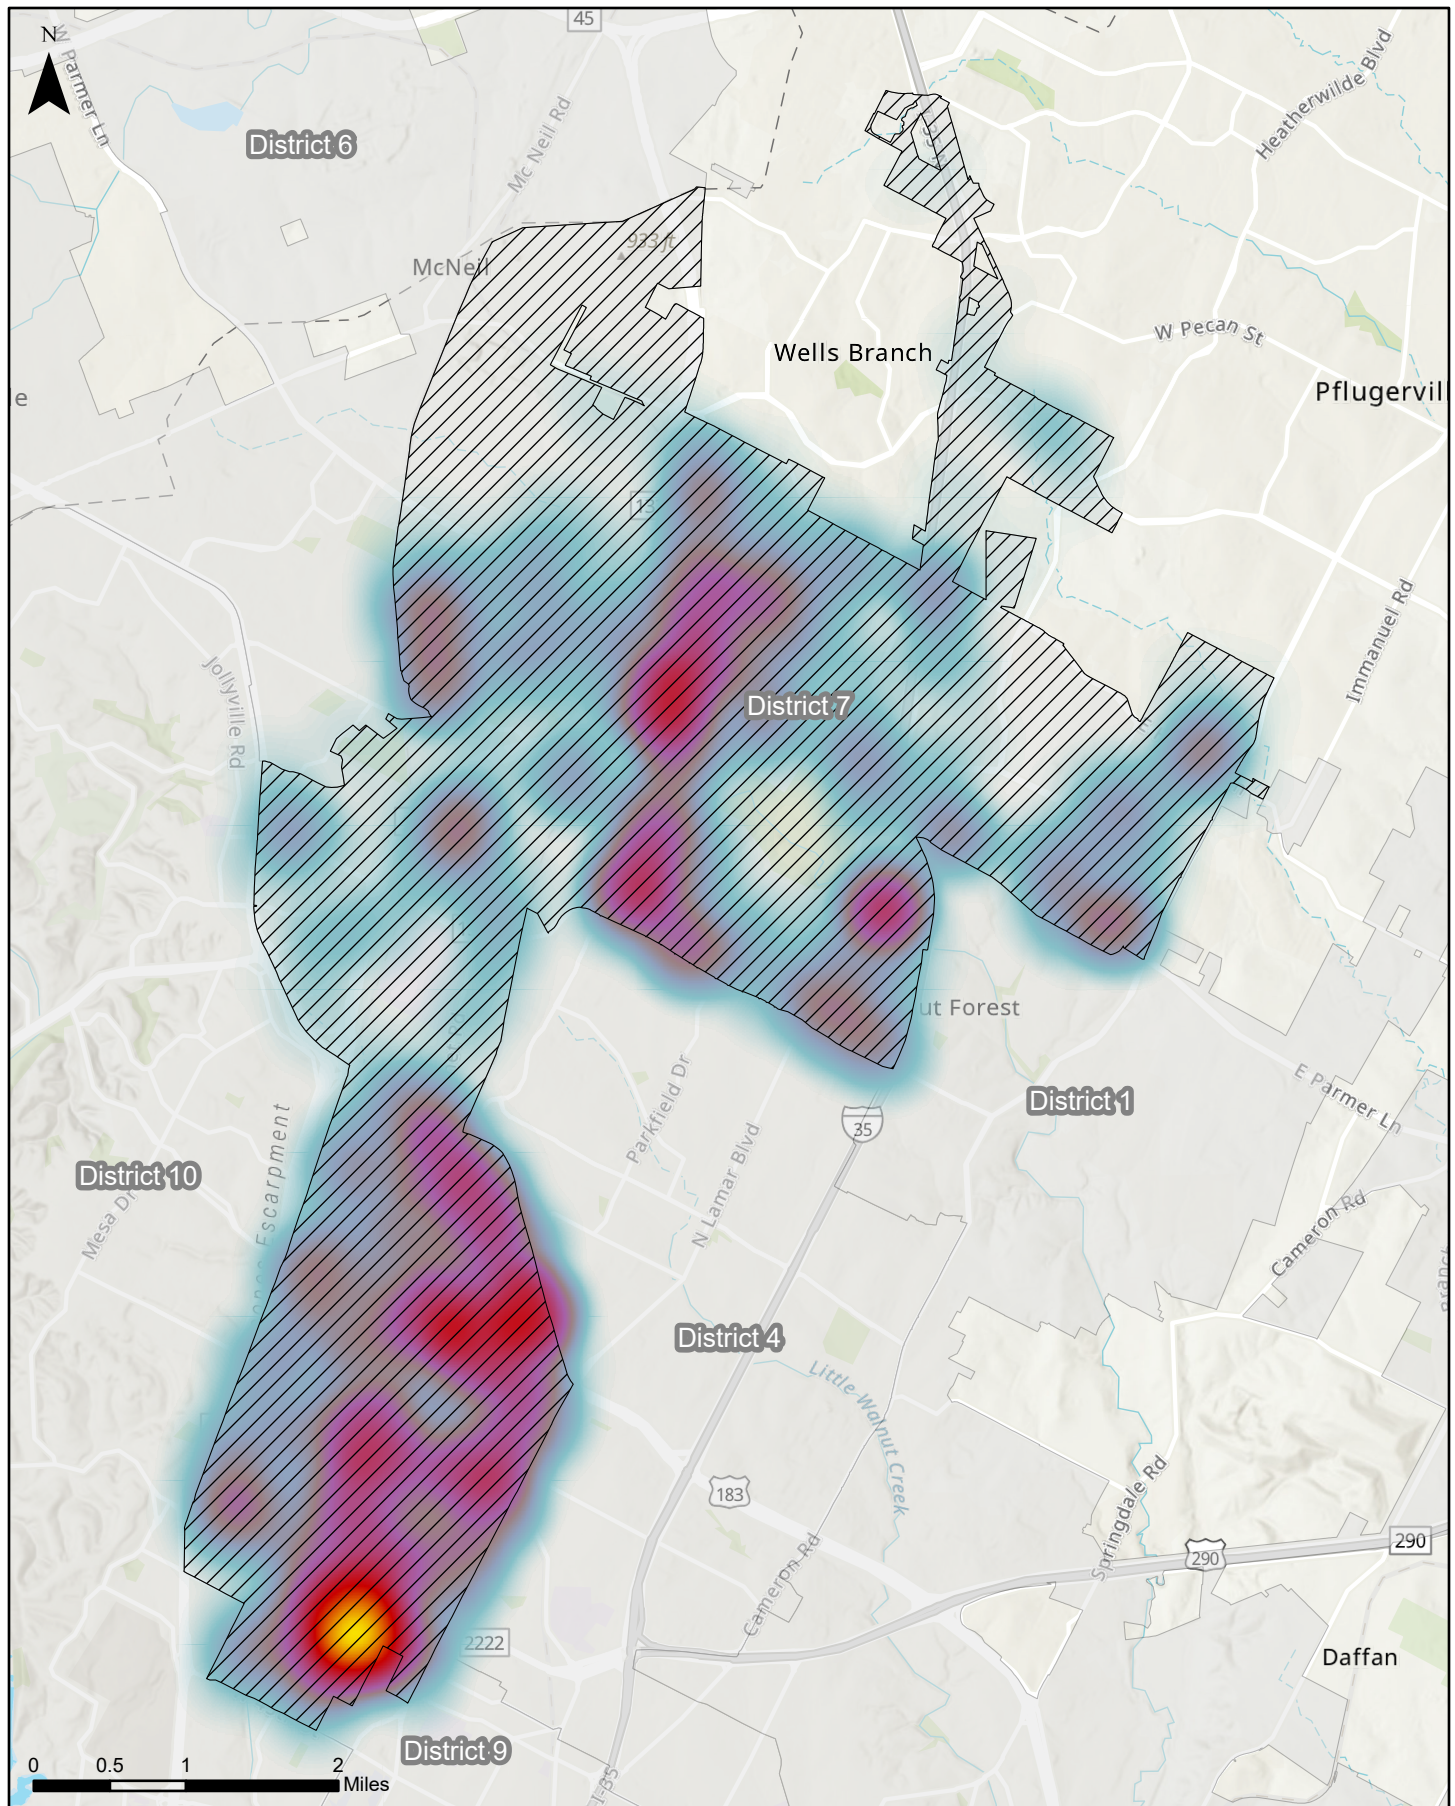 45
N
W Parmer Ln
Heatherwilde Blvd
District 6
Mc Neil Rd
933 ft
McNeil
Wells Branch
W Pecan St
Pflugervill
le
13
Immanuel Rd
Jollyville Rd
District 7
ut Forest
E Parmer Ln
Parkfield Dr
District 1
35
N Lamar Blvd
Escarpment
District 10
Mesa Dr
Cameron Rd
District 4
Little Walnut Creek
183
Springdale Rd
290
290
Cameron Rd
2222
Daffan
District 9
I-35
0 0.5 1 2
Miles